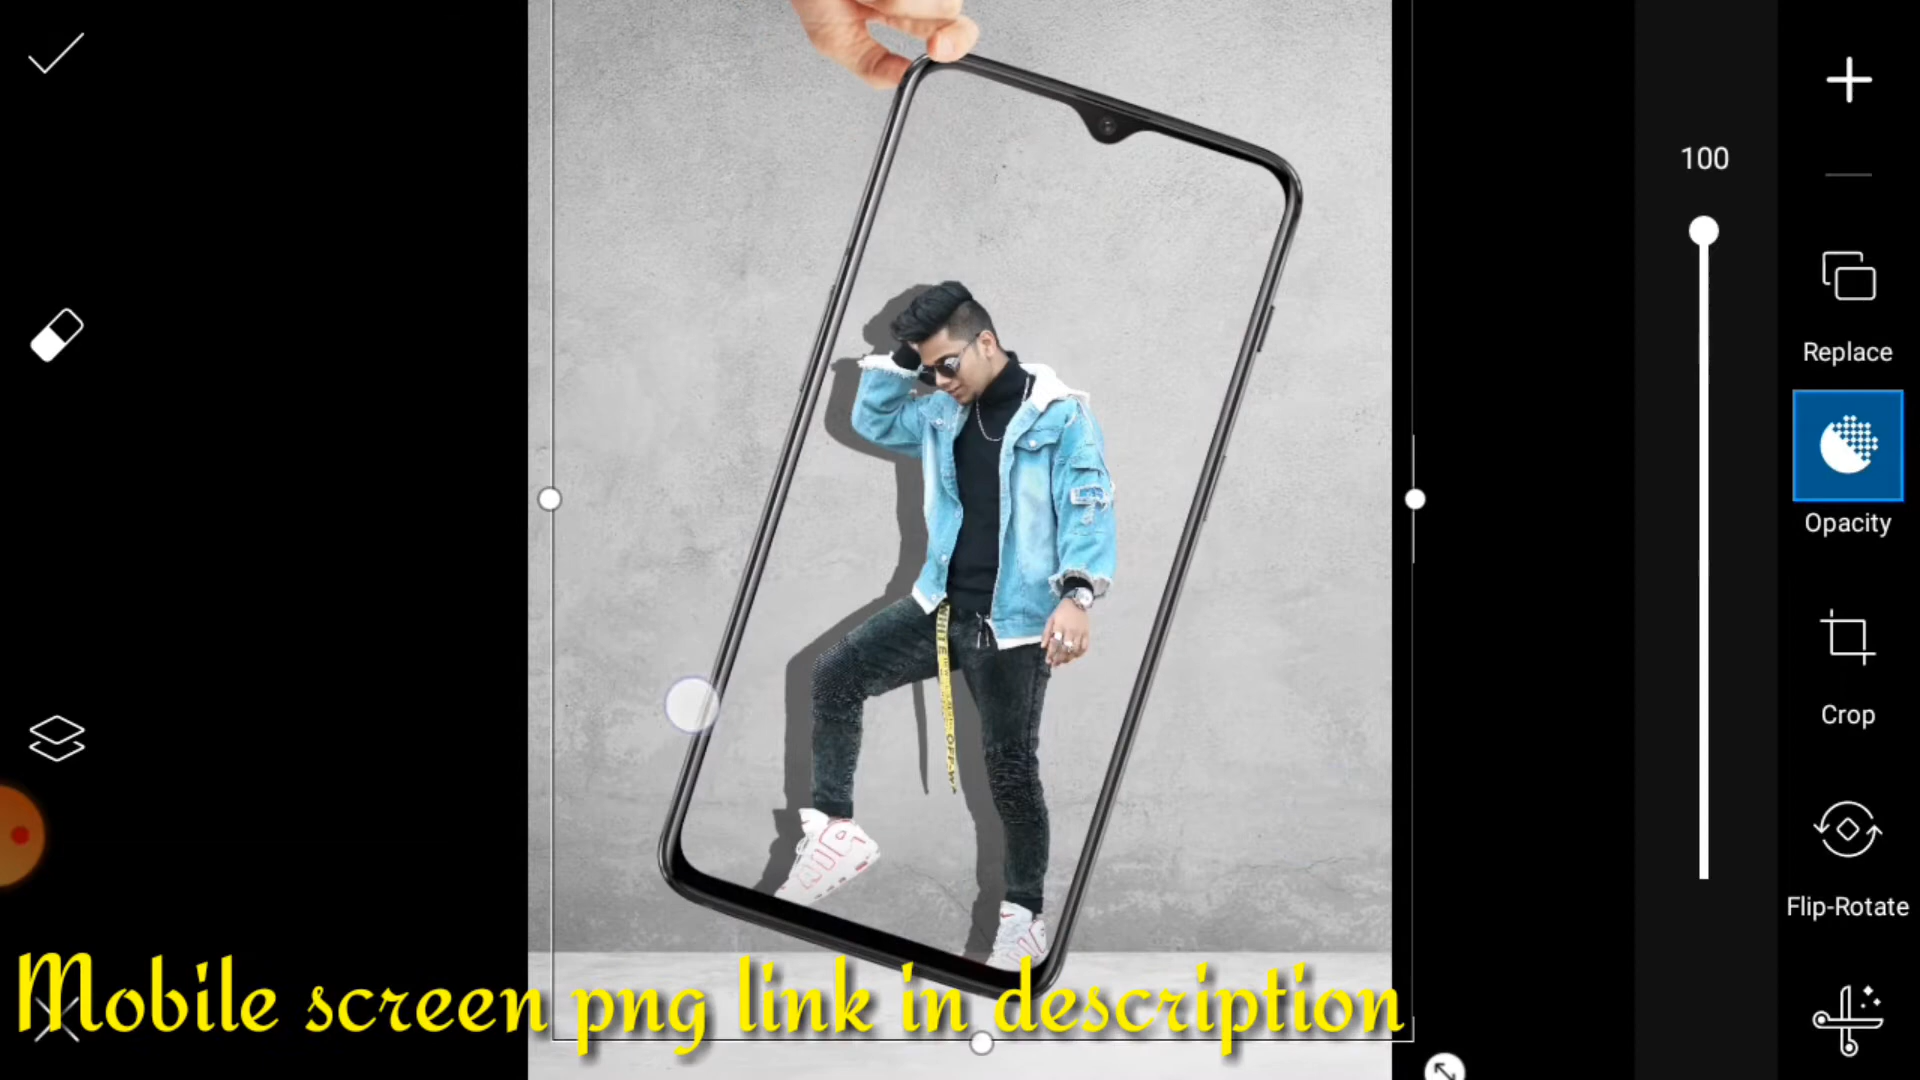 100
Replace
Opacity
Crop
Flip-Rotate
Mobile screen png link in description